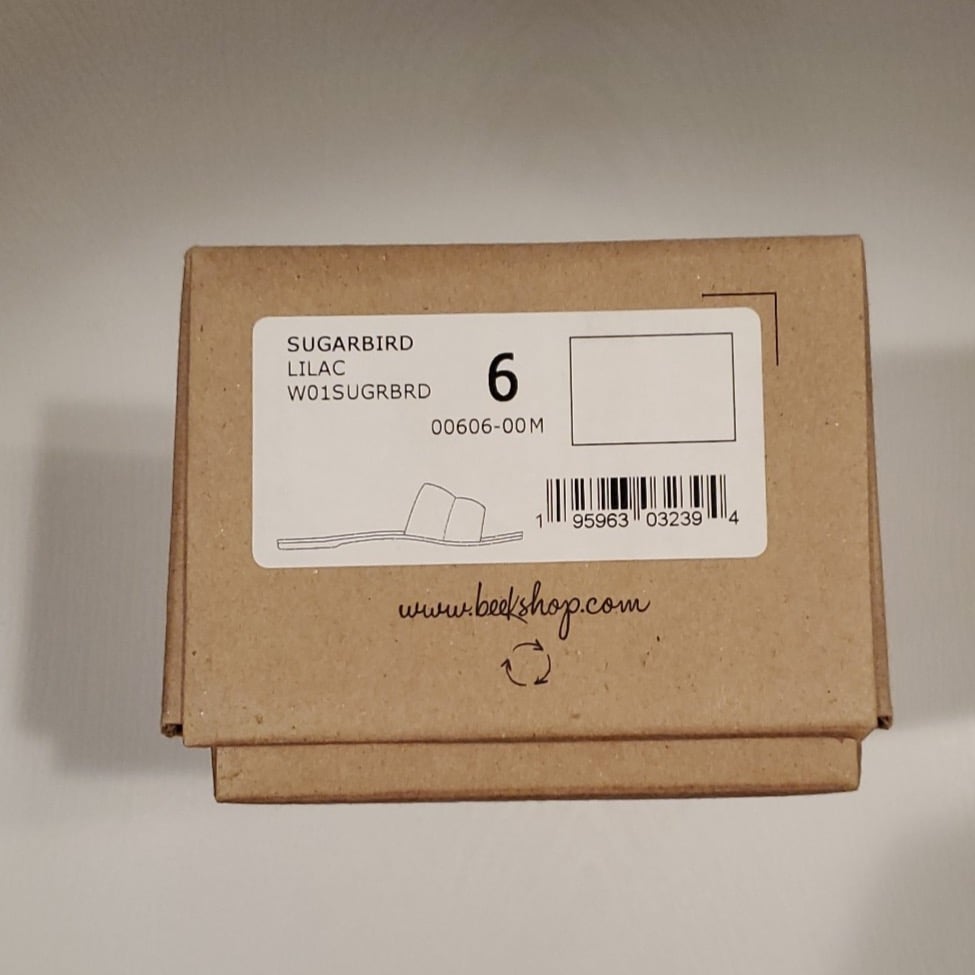 SUGARBIRD
LILAC
W01SUGRBRD
6
00606-00M
1 95963 03239 4
www.beekshop.com